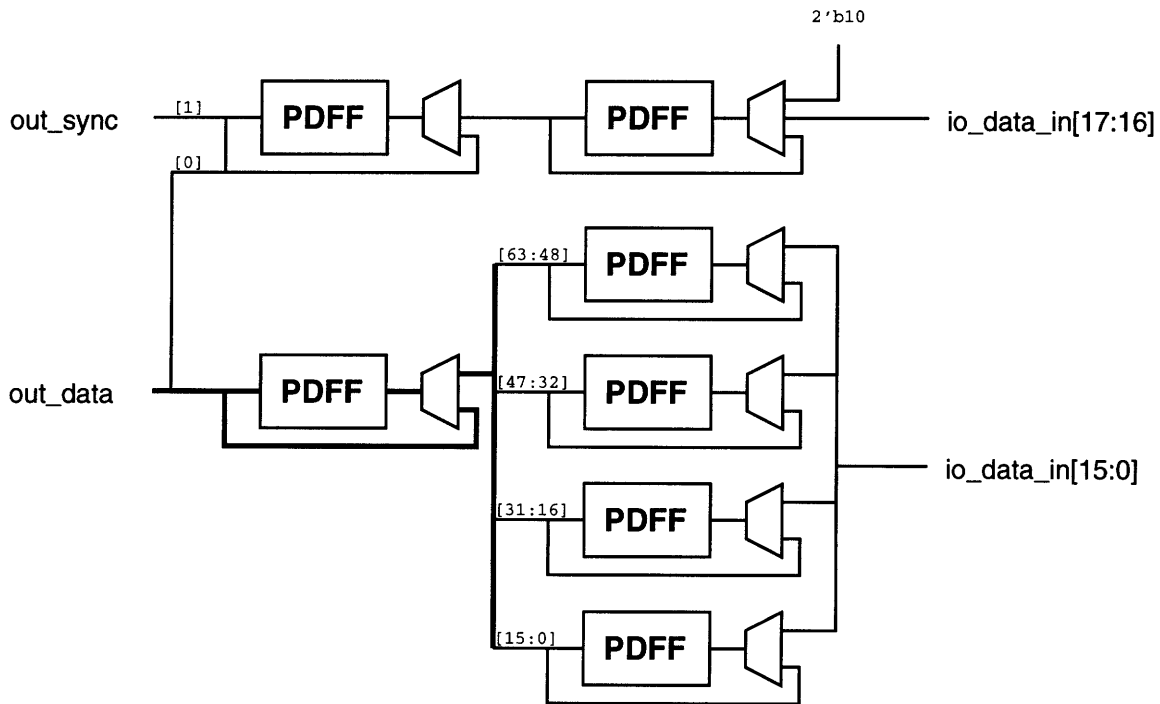 2'b10
out_sync
[1]
PDFF
PDFF
io_data_in[17:16]
[0]
[63:48]
PDFF
out_data
PDFF
[47:32]
PDFF
io_data_in[15:0]
[31:16]
PDFF
[15:0]
PDFF